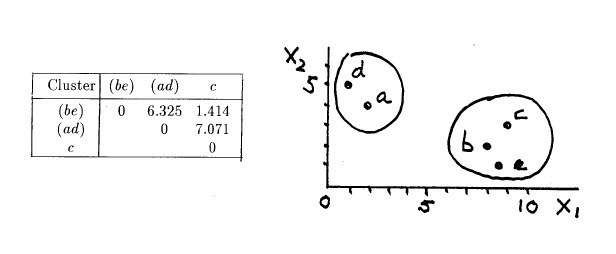 Cluster (be) (ad) c
(be) 0 6.325 1.414
(ad) 0 7.071
c 0
X2
5
d
a
c
b
e
0 5 10 X1